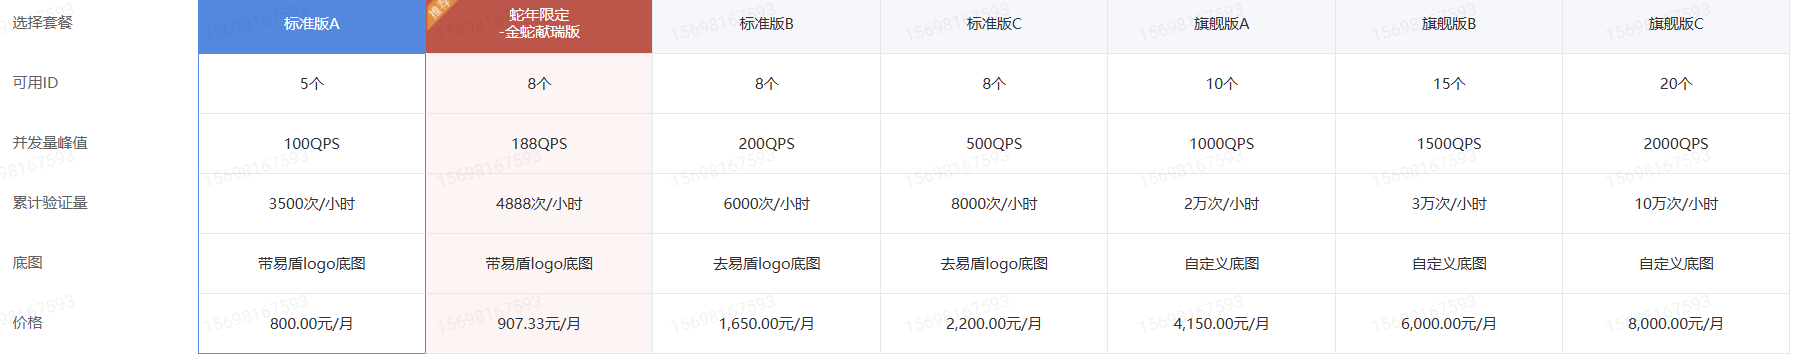 选择套餐 标准版A 推荐 蛇年限定 标准版B 标准版C 旗舰版A 旗舰版B 旗舰版C
-金蛇献瑞版
可用ID 5个 8个 8个 8个 10个 15个 20个
并发量峰值 100QPS 188QPS 200QPS 500QPS 1000QPS 1500QPS 2000QPS
累计验证量 3500次/小时 4888次/小时 6000次/小时 8000次/小时 2万次/小时 3万次/小时 10万次/小时
底图 带易盾logo底图 带易盾logo底图 去易盾logo底图 去易盾logo底图 自定义底图 自定义底图 自定义底图
价格 800.00元/月 907.33元/月 1,650.00元/月 2,200.00元/月 4,150.00元/月 6,000.00元/月 8,000.00元/月
15698167593